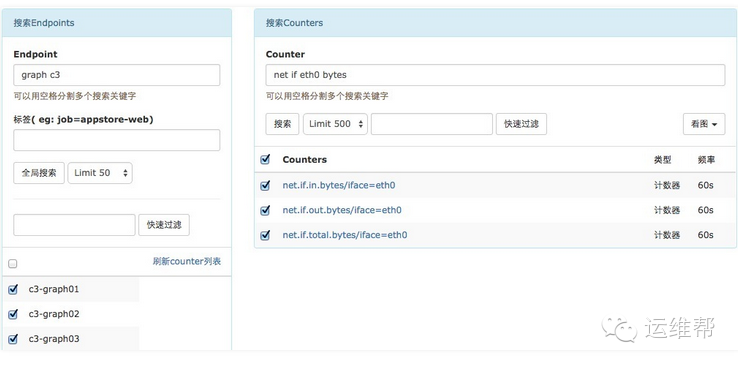 搜索Endpoints
Endpoint
graph c3
可以用空格分割多个搜索关键字
标签( eg: job=appstore-web)
全局搜索 Limit 50
快速过滤
刷新counter列表
c3-graph01
c3-graph02
c3-graph03
搜索Counters
Counter
net if eth0 bytes
可以用空格分割多个搜索关键字
搜索 Limit 500 快速过滤 看图
Counters 类型 频率
net.if.in.bytes/iface=eth0 计数器 60s
net.if.out.bytes/iface=eth0 计数器 60s
net.if.total.bytes/iface=eth0 计数器 60s
运维帮